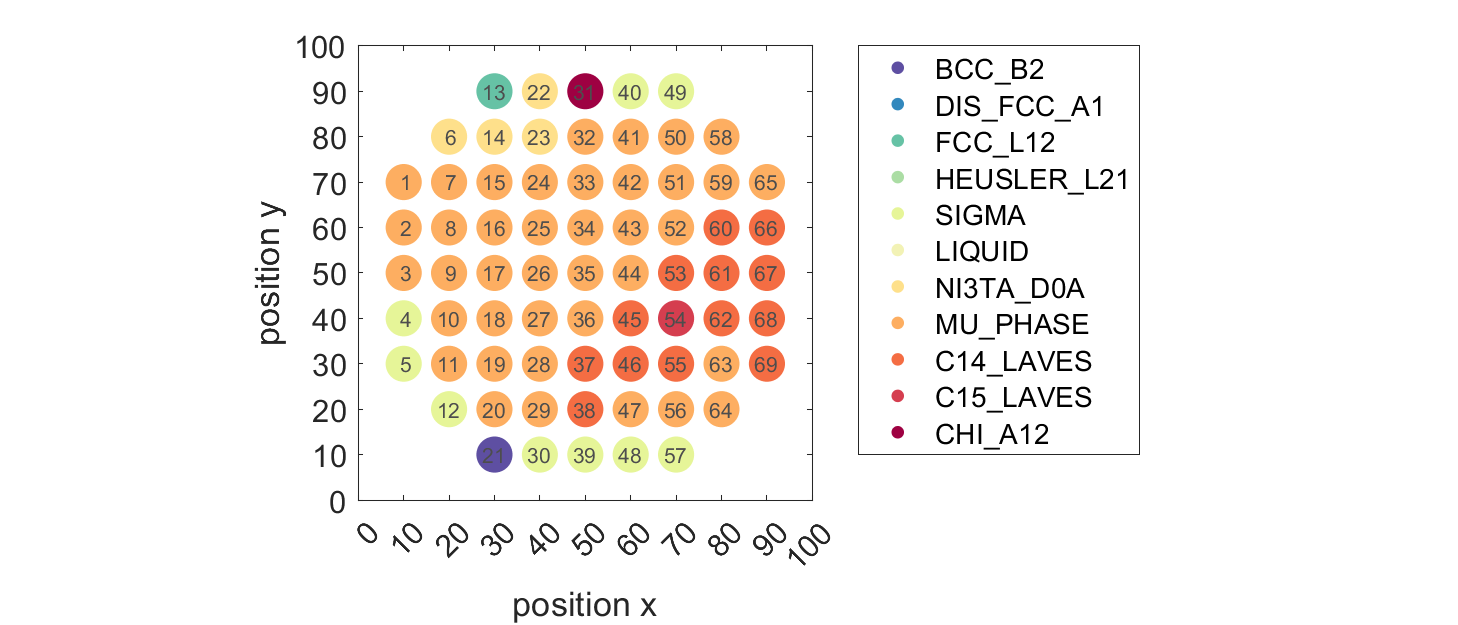 100
90
80
70
60
50
40
30
20
10
0
position y
13 22 31 40 49
6 14 23 32 41 50 58
1 7 15 24 33 42 51 59 65
2 8 16 25 34 43 52 60 66
3 9 17 26 35 44 53 61 67
4 10 18 27 36 45 54 62 68
5 11 19 28 37 46 55 63 69
12 20 29 38 47 56 64
21 30 39 48 57
0 10 20 30 40 50 60 70 80 90 100
position x
BCC_B2
DIS_FCC_A1
FCC_L12
HEUSLER_L21
SIGMA
LIQUID
NI3TA_D0A
MU_PHASE
C14_LAVES
C15_LAVES
CHI_A12